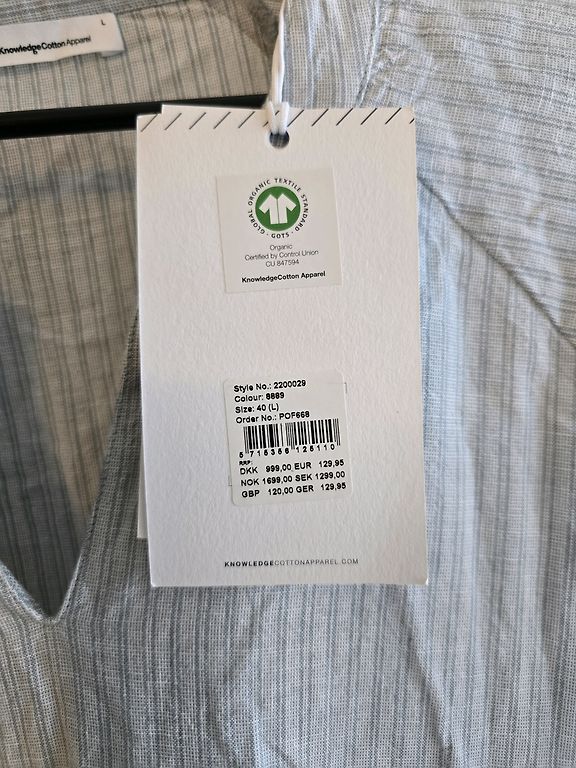 L
KnowledgeCotton Apparel
GLOBAL ORGANIC TEXTILE STANDARD
· GOTS ·
Organic
Certified by Control Union
CU 847594
KnowledgeCotton Apparel
Style No.: 2200029
Colour: 8899
Size: 40 (L)
Order No.: POF668
5 715356 125110
RRP:
DKK 999,00 EUR 129,95
NOK 1699,00 SEK 1299,00
GBP 120,00 GER 129,95
KNOWLEDGECOTTONAPPAREL.COM